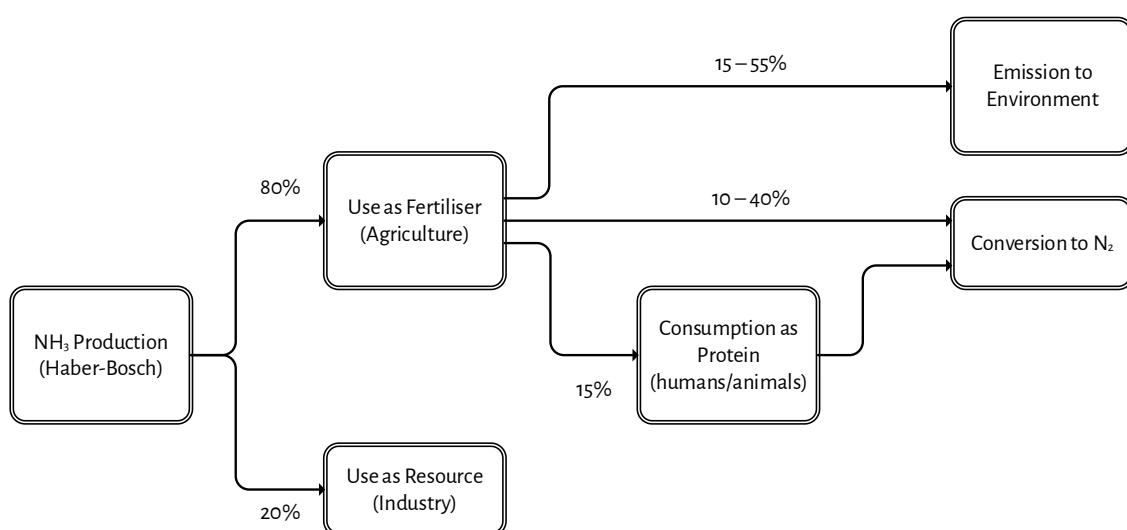 15 – 55%
Emission to
Environment
80%
Use as Fertiliser
(Agriculture)
10 – 40%
Conversion to N₂
NH₃ Production
(Haber-Bosch)
Consumption as
Protein
(humans/animals)
15%
Use as Resource
(Industry)
20%